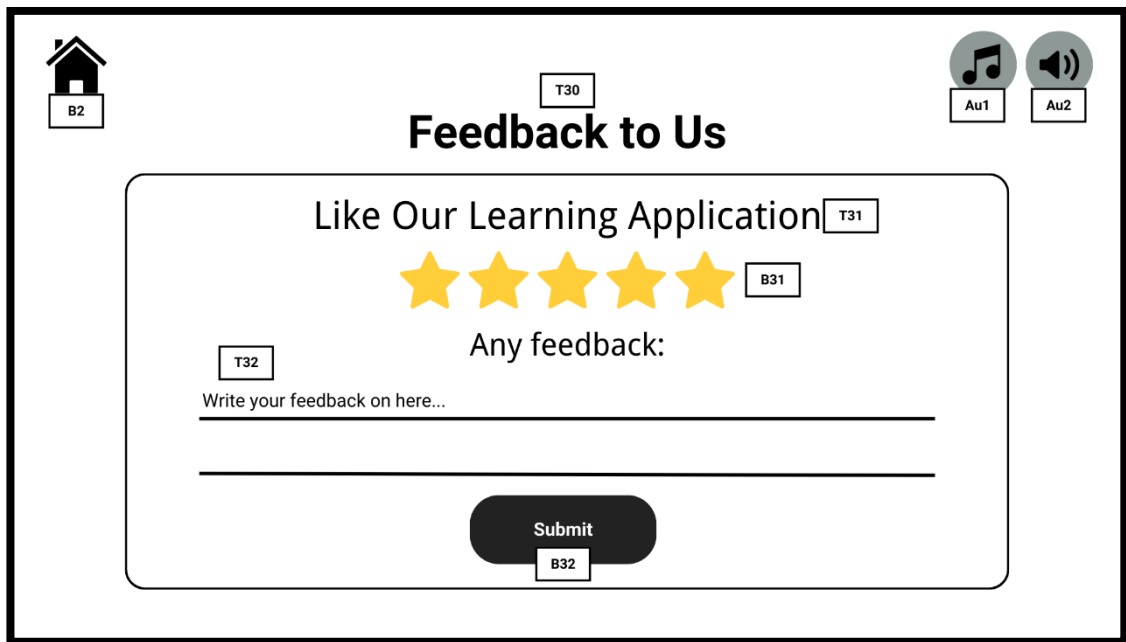 B2
T30
Au1
Au2
Feedback to Us
Like Our Learning Application
T31
B31
Any feedback:
T32
Write your feedback on here...
Submit
B32